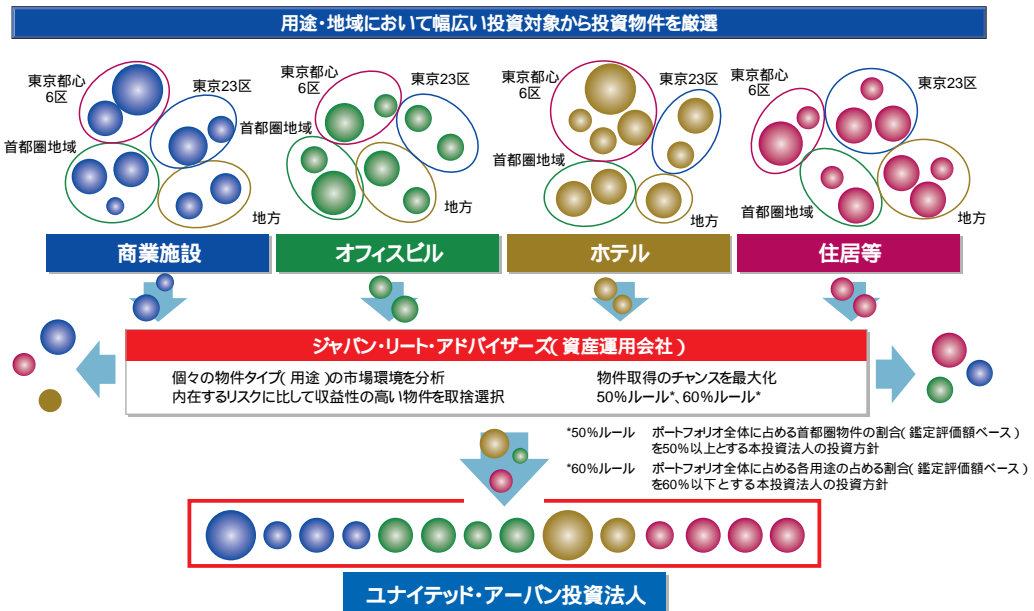 用途・地域において幅広い投資対象から投資物件を厳選
東京都心
6区
東京23区
首都圏地域
地方
東京都心
6区
東京23区
首都圏地域
地方
東京都心
6区
東京23区
首都圏地域
地方
東京都心
6区
東京23区
首都圏地域
地方
商業施設
オフィスビル
ホテル
住居等
ジャパン・リート・アドバイザーズ(資産運用会社)
個々の物件タイプ(用途)の市場環境を分析
内在するリスクに比して収益性の高い物件を取捨選択
物件取得のチャンスを最大化
50%ルール*、60%ルール*
*50%ルール ポートフォリオ全体に占める首都圏物件の割合(鑑定評価額ベース)
を50%以上とする本投資法人の投資方針
*60%ルール ポートフォリオ全体に占める各用途の占める割合(鑑定評価額ベース)
を60%以下とする本投資法人の投資方針
ユナイテッド・アーバン投資法人